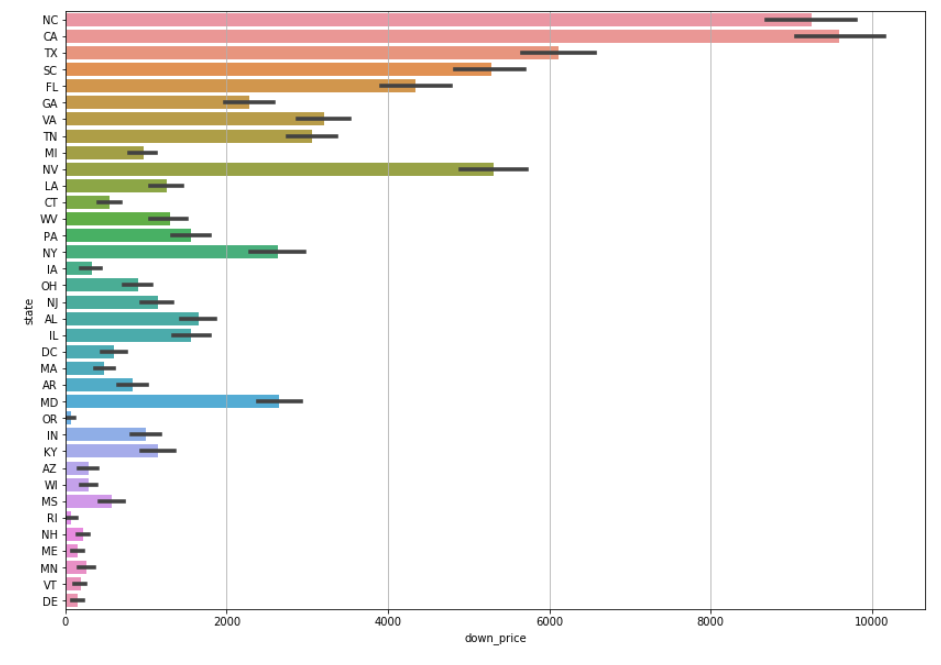 NC
CA
TX
SC
FL
GA
VA
TN
MI
NV
LA
CT
WV
PA
NY
IA
OH
NJ
AL
IL
DC
MA
AR
MD
OR
IN
KY
AZ
WI
MS
RI
NH
ME
MN
VT
DE
state
0 2000 4000 6000 8000 10000
down_price